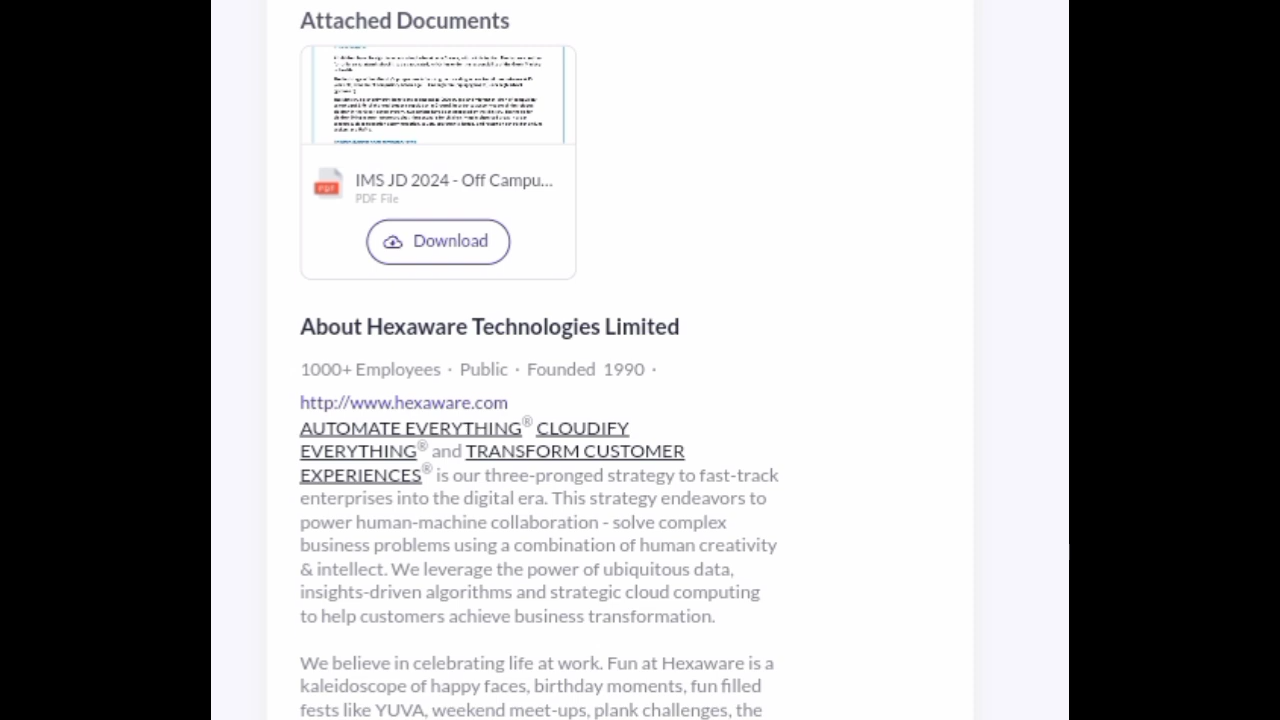 Attached Documents
PDF
IMS JD 2024 - Off Campu...
PDF File
Download
About Hexaware Technologies Limited
1000+ Employees · Public · Founded 1990 ·
http://www.hexaware.com
AUTOMATE EVERYTHING® CLOUDIFY
EVERYTHING® and TRANSFORM CUSTOMER
EXPERIENCES® is our three-pronged strategy to fast-track
enterprises into the digital era. This strategy endeavors to
power human-machine collaboration - solve complex
business problems using a combination of human creativity
& intellect. We leverage the power of ubiquitous data,
insights-driven algorithms and strategic cloud computing
to help customers achieve business transformation.
We believe in celebrating life at work. Fun at Hexaware is a
kaleidoscope of happy faces, birthday moments, fun filled
fests like YUVA, weekend meet-ups, plank challenges, the